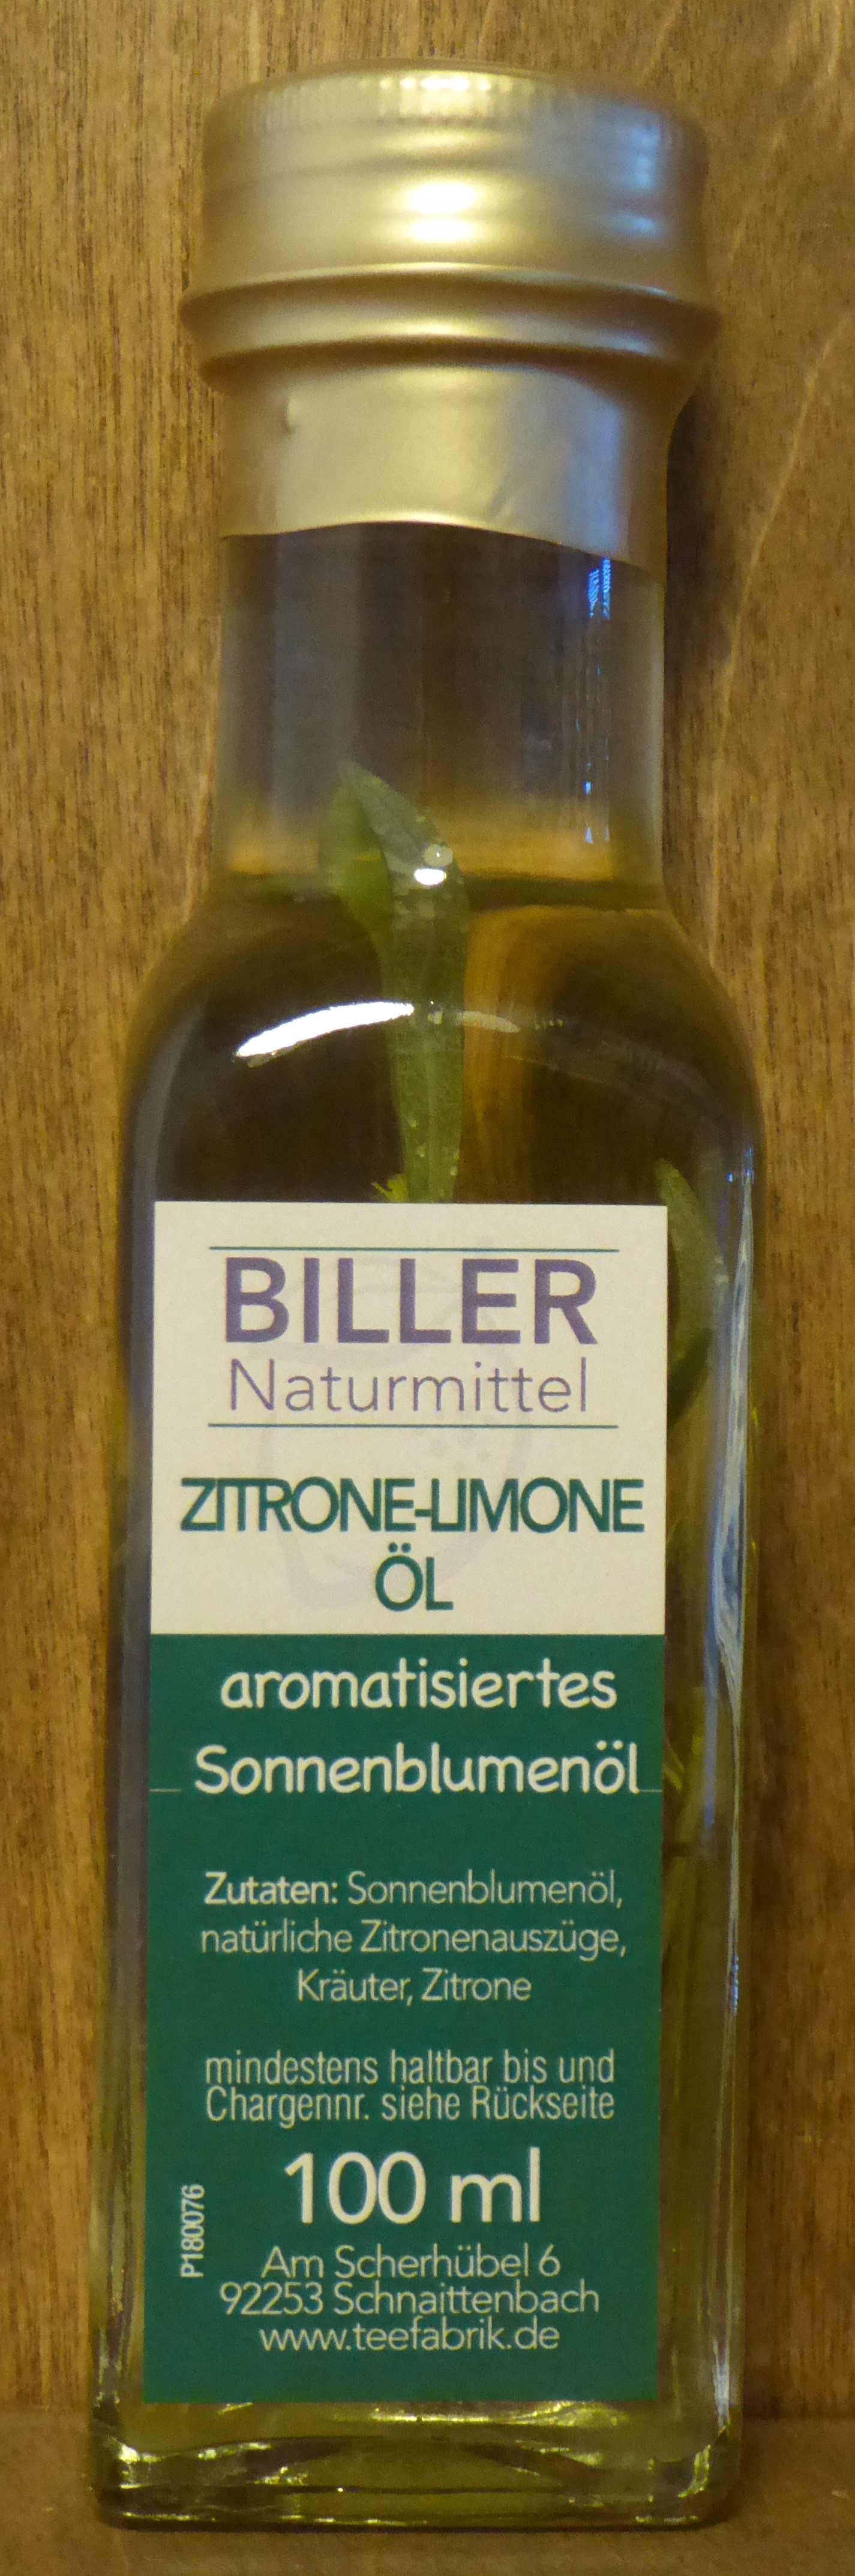 BILLER
Naturmittel
ZITRONE-LIMONE
ÖL
aromatisiertes
Sonnenblumenöl
Zutaten: Sonnenblumenöl,
natürliche Zitronenauszüge,
Kräuter, Zitrone
mindestens haltbar bis und
Chargennr. siehe Rückseite
100 ml
P180076
Am Scherhübel 6
92253 Schnaittenbach
www.teefabrik.de